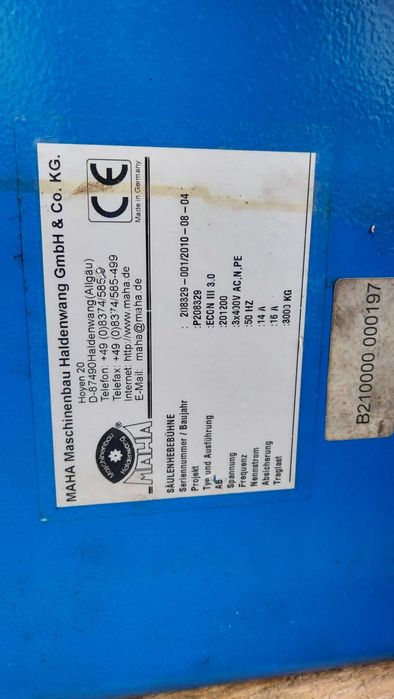 MAHA Maschinenbau Haldenwang GmbH & Co. KG.
Maschinenbau
Haldenwang
MAHA
®
Hoyen 20
D-87490Haldenwang(Allgäu)
Telefon: +49 (0)8374/585-0
Telefax: +49 (0)8374/585-499
Internet: http://www.maha.de
E-Mail: maha@maha.de
CE
Made in Germany
SÄULENHEBEBÜHNE
Seriennummer / Baujahr : 208329-001/2010-08-04
Projekt :P208329
Typ und Ausführung :ECON III 3.0
AB :201200
Spannung :3x400V AC,N,PE
Frequenz :50 HZ
Nennstrom :14 A
Absicherung :16 A
Traglast :3000 KG
B210000 000197